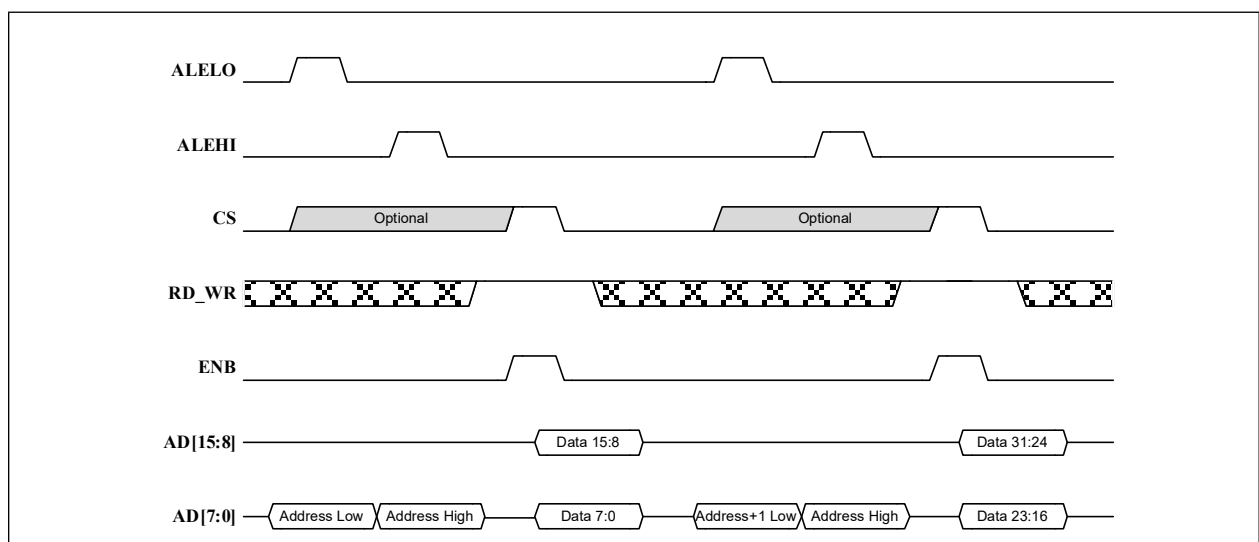 ALELO
ALEHI
CS Optional Optional
RD_WR
ENB
AD[15:8] Data 15:8 Data 31:24
AD[7:0] Address Low Address High Data 7:0 Address+1 Low Address High Data 23:16